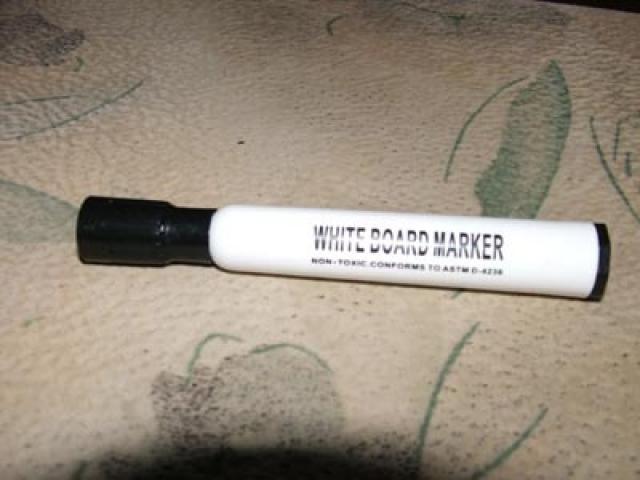 WHITE BOARD MARKER
NON-TOXIC.CONFORMS TO ASTM D-4236